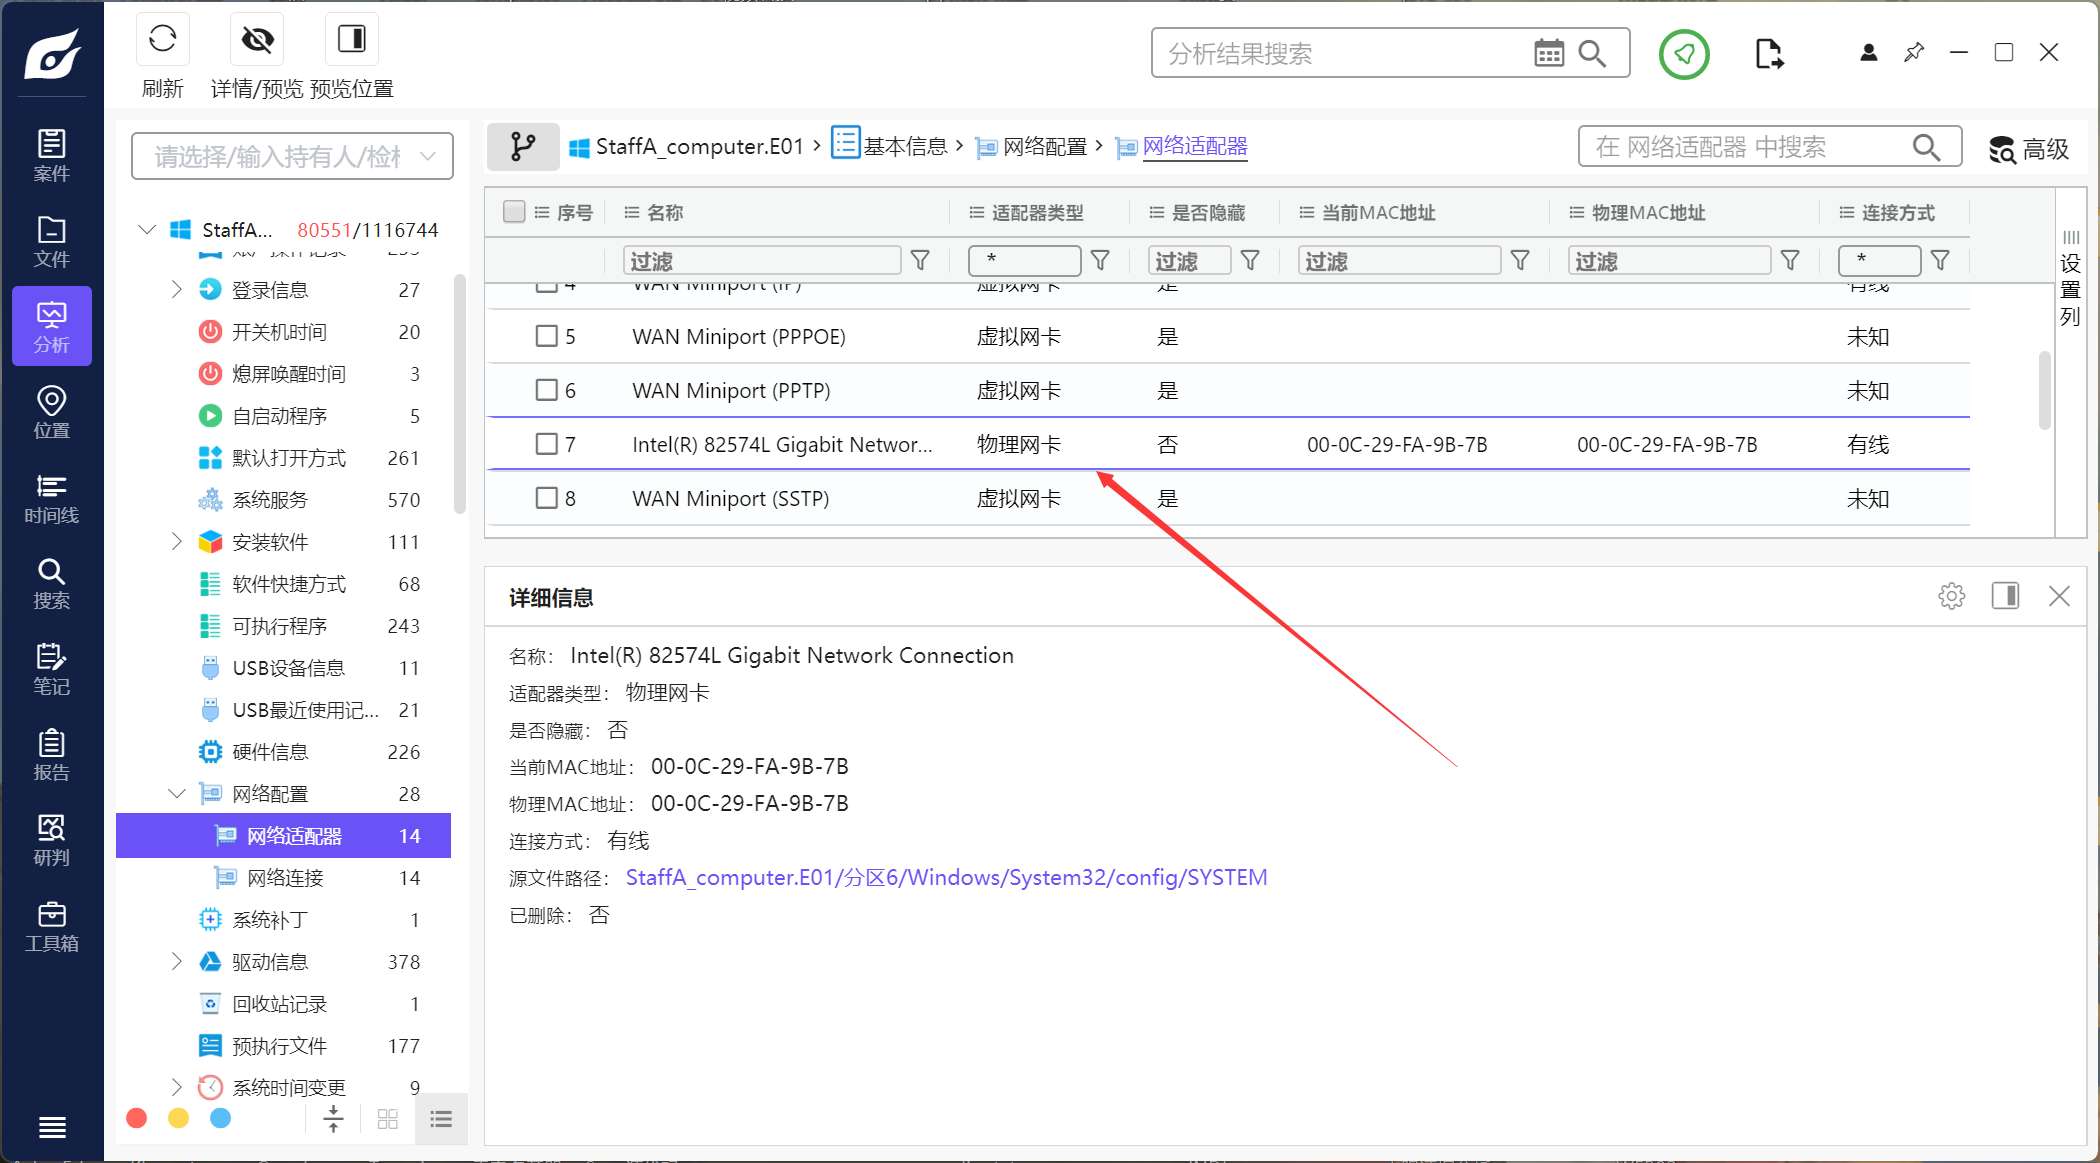 刷新
详情/预览
预览位置
分析结果搜索
案件
文件
分析
位置
时间线
搜索
笔记
报告
研判
工具箱
请选择/输入持有人/检材
StaffA... 80551/1116744
登录信息 27
开关机时间 20
熄屏唤醒时间 3
自启动程序 5
默认打开方式 261
系统服务 570
安装软件 111
软件快捷方式 68
可执行程序 243
USB设备信息 11
USB最近使用记... 21
硬件信息 226
网络配置 28
网络适配器 14
网络连接 14
系统补丁 1
驱动信息 378
回收站记录 1
预执行文件 177
系统时间变更 9
StaffA_computer.E01 › 基本信息 › 网络配置 › 网络适配器
在 网络适配器 中搜索
高级
序号 名称 适配器类型 是否隐藏 当前MAC地址 物理MAC地址 连接方式
过滤 * 过滤 过滤 过滤 *
4 WAN Miniport (IP) 虚拟网卡 是 有线
5 WAN Miniport (PPPOE) 虚拟网卡 是 未知
6 WAN Miniport (PPTP) 虚拟网卡 是 未知
7 Intel(R) 82574L Gigabit Networ... 物理网卡 否 00-0C-29-FA-9B-7B 00-0C-29-FA-9B-7B 有线
8 WAN Miniport (SSTP) 虚拟网卡 是 未知
设置列
详细信息
名称： Intel(R) 82574L Gigabit Network Connection
适配器类型： 物理网卡
是否隐藏： 否
当前MAC地址： 00-0C-29-FA-9B-7B
物理MAC地址： 00-0C-29-FA-9B-7B
连接方式： 有线
源文件路径： StaffA_computer.E01/分区6/Windows/System32/config/SYSTEM
已删除： 否